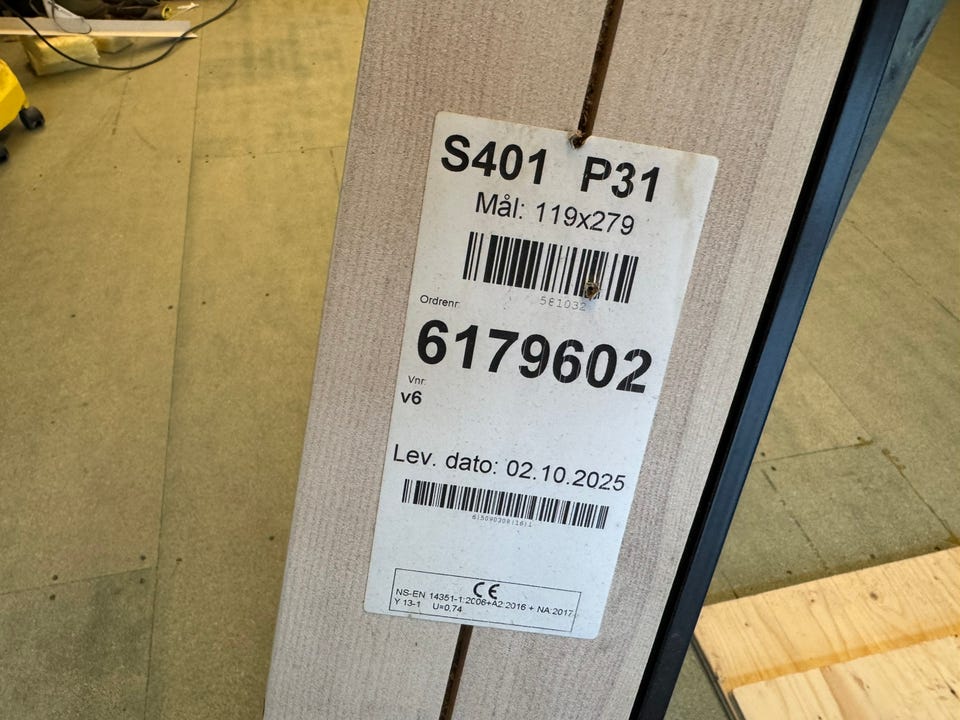 S401 P31
Mål: 119x279
581032
Ordrenr:
6179602
Vnr:
v6
Lev. dato: 02.10.2025
CE
NS-EN 14351-1:2006+A2:2016 + NA:2017
Y 13-1 U=0,74